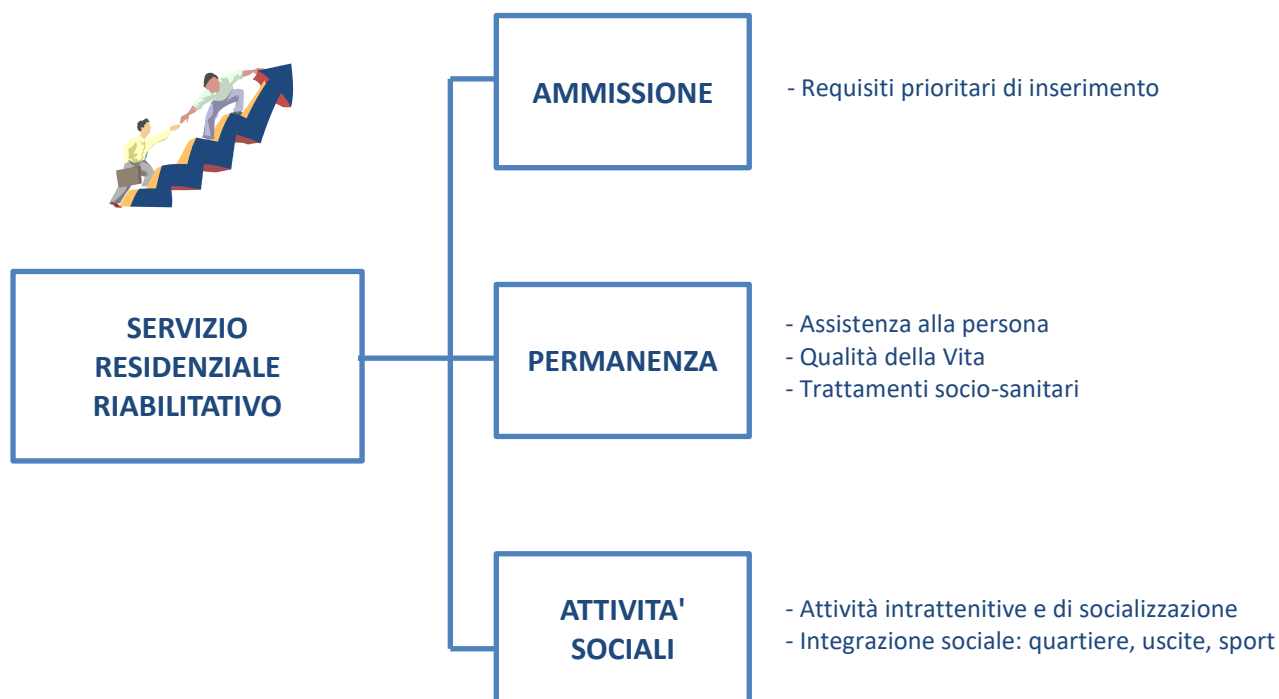 AMMISSIONE
- Requisiti prioritari di inserimento
SERVIZIO
RESIDENZIALE
RIABILITATIVO
PERMANENZA
- Assistenza alla persona
- Qualità della Vita
- Trattamenti socio-sanitari
ATTIVITA'
SOCIALI
- Attività intrattenitive e di socializzazione
- Integrazione sociale: quartiere, uscite, sport